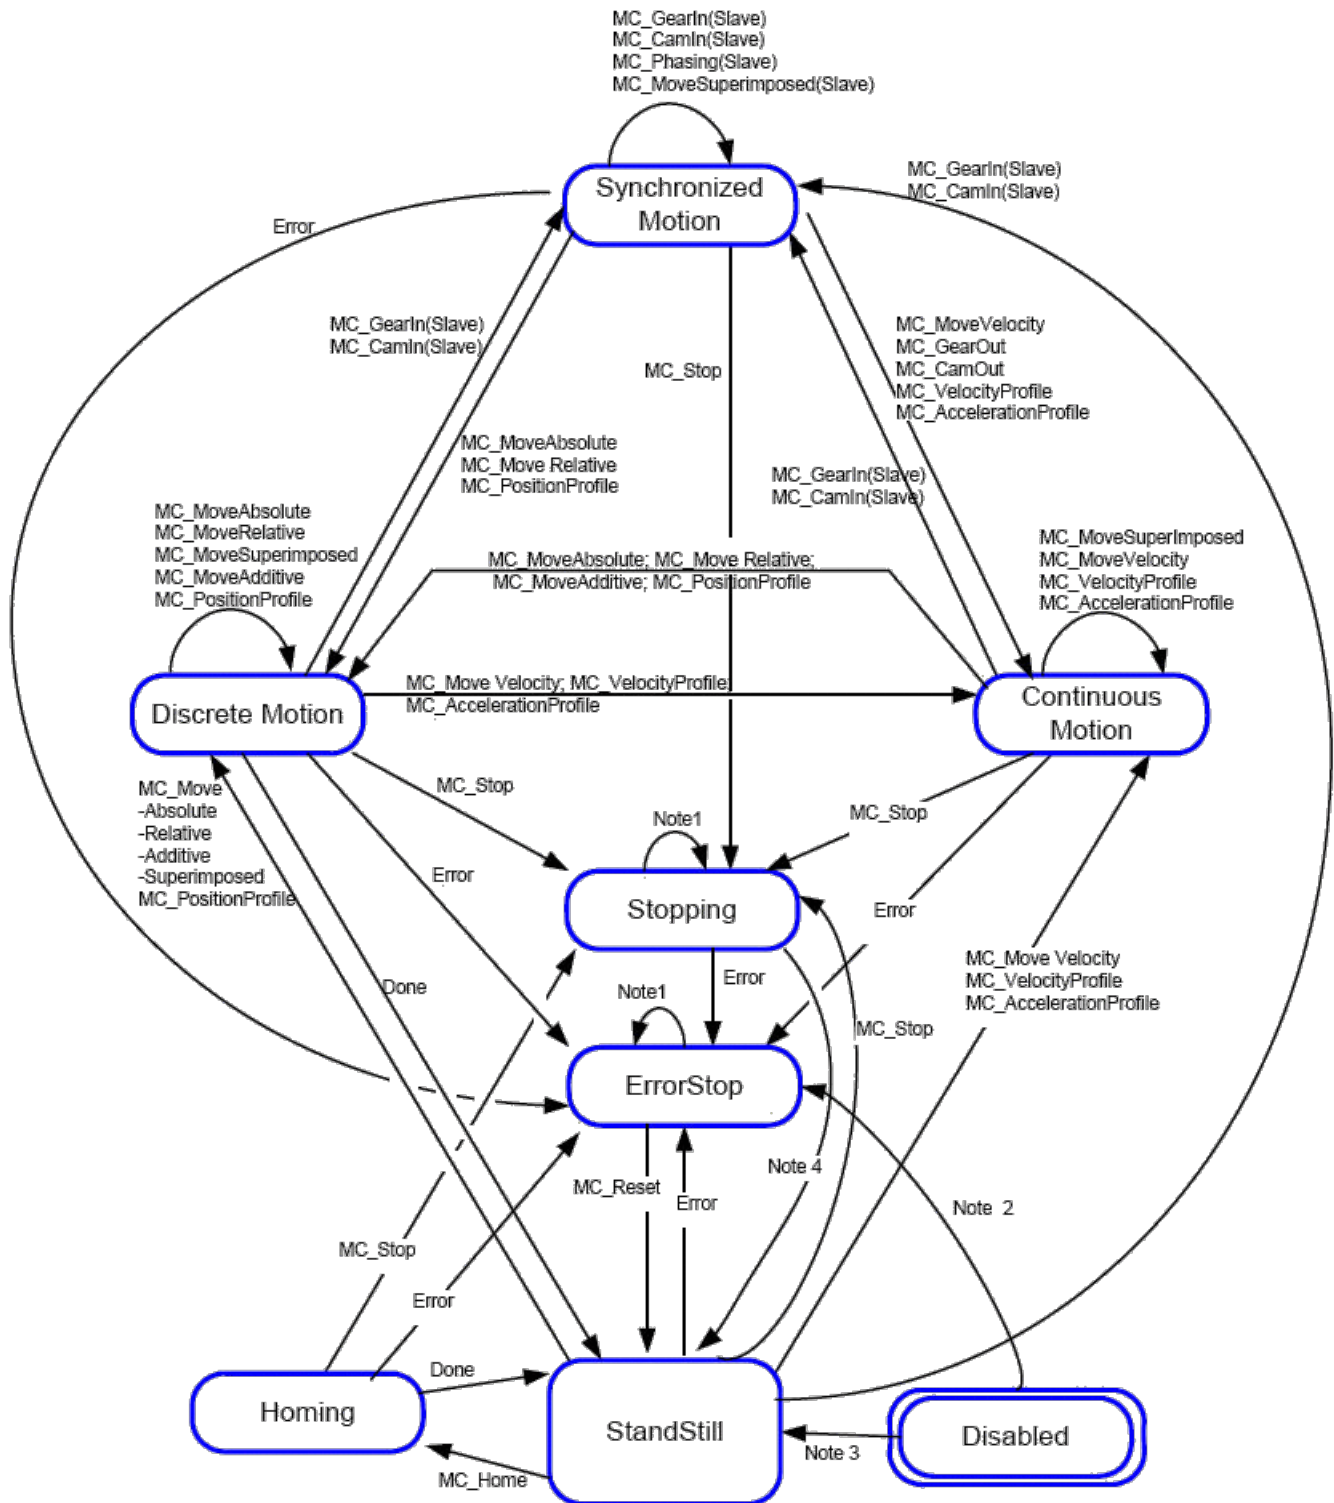 MC_GearIn(Slave)
MC_CamIn(Slave)
MC_Phasing(Slave)
MC_MoveSuperimposed(Slave)
Synchronized
Motion
MC_GearIn(Slave)
MC_CamIn(Slave)
Error
MC_GearIn(Slave)
MC_CamIn(Slave)
MC_Stop
MC_MoveVelocity
MC_GearOut
MC_CamOut
MC_VelocityProfile
MC_AccelerationProfile
MC_MoveAbsolute
MC_Move Relative
MC_PositionProfile
MC_GearIn(Slave)
MC_CamIn(Slave)
MC_MoveAbsolute
MC_MoveRelative
MC_MoveSuperimposed
MC_MoveAdditive
MC_PositionProfile
MC_MoveAbsolute; MC_Move Relative;
MC_MoveAdditive; MC_PositionProfile
MC_MoveSuperImposed
MC_MoveVelocity
MC_VelocityProfile
MC_AccelerationProfile
Discrete Motion
MC_Move Velocity; MC_VelocityProfile;
MC_AccelerationProfile
Continuous
Motion
MC_Move
-Absolute
-Relative
-Additive
-Superimposed
MC_PositionProfile
MC_Stop
Note1
MC_Stop
Error
Stopping
Error
Done
Note1
Error
MC_Move Velocity
MC_VelocityProfile
MC_AccelerationProfile
MC_Stop
ErrorStop
MC_Reset
Error
Note 4
Note 2
MC_Stop
Error
Done
Homing
StandStill
Note 3
Disabled
MC_Home